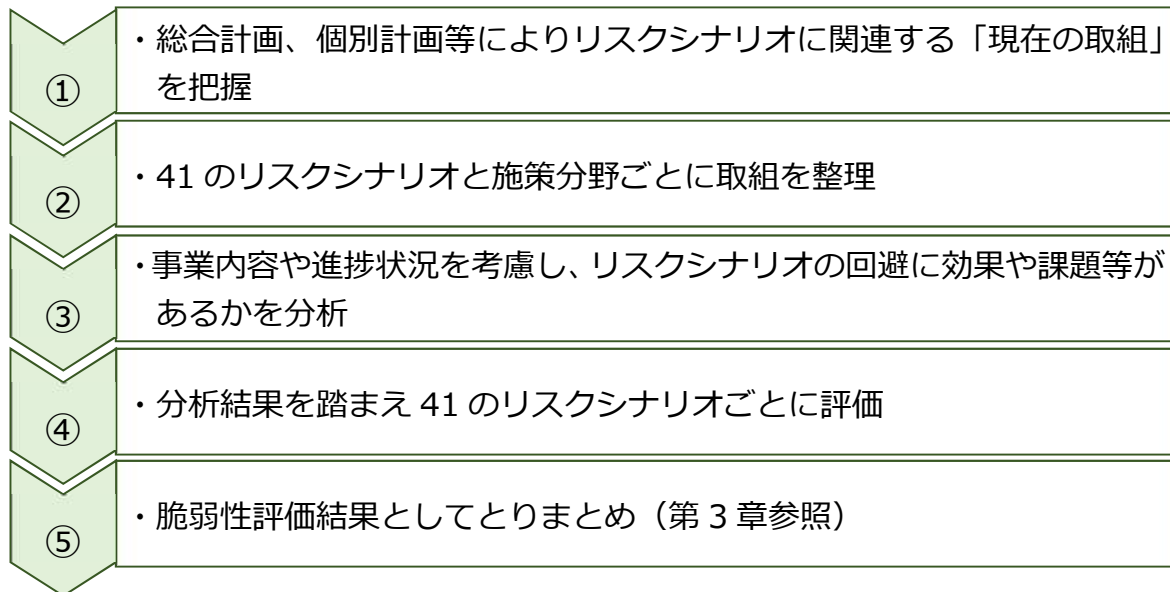 ①
・総合計画、個別計画等によりリスクシナリオに関連する「現在の取組」
を把握
②
・41 のリスクシナリオと施策分野ごとに取組を整理
③
・事業内容や進捗状況を考慮し、リスクシナリオの回避に効果や課題等が
あるかを分析
④
・分析結果を踏まえ 41 のリスクシナリオごとに評価
⑤
・脆弱性評価結果としてとりまとめ（第 3 章参照）